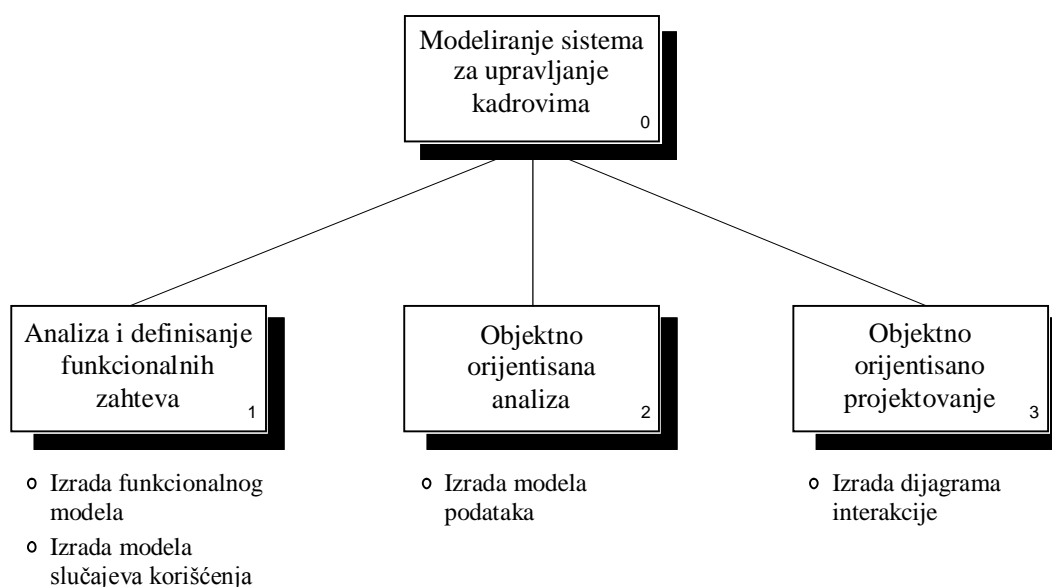 Modeliranje sistema
za upravljanje
kadrovima
0
Analiza i definisanje
funkcionalnih
zahteva
1
Objektno
orijentisana
analiza
2
Objektno
orijentisano
projektovanje
3
Izrada funkcionalnog
modela
Izrada modela
slučajeva korišćenja
Izrada modela
podataka
Izrada dijagrama
interakcije